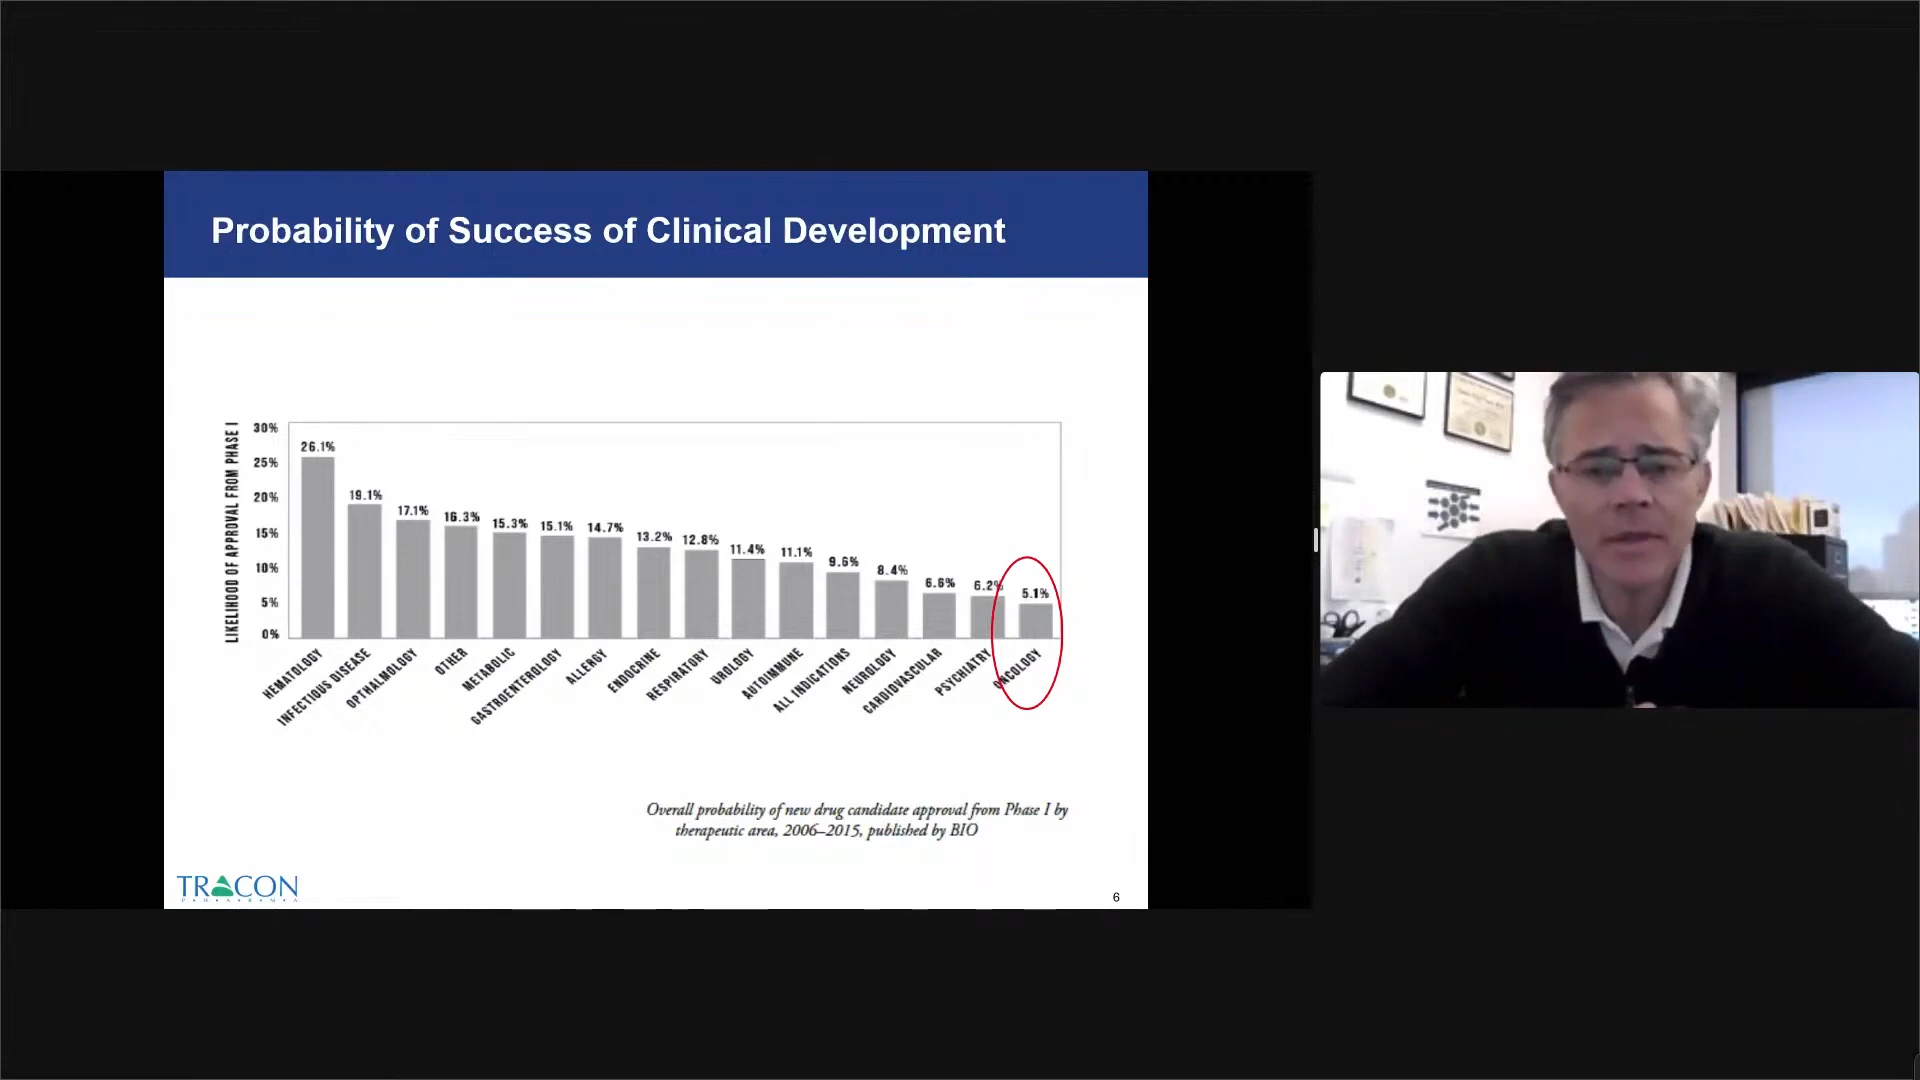 Probability of Success of Clinical Development
LIKELIHOOD OF APPROVAL FROM PHASE I
30%
25%
20%
15%
10%
5%
0%
26.1%
19.1%
17.1%
16.3%
15.3%
15.1%
14.7%
13.2%
12.8%
11.4%
11.1%
9.6%
8.4%
6.6%
6.2%
5.1%
HEMATOLOGY
INFECTIOUS DISEASE
OPTHALMOLOGY
OTHER
METABOLIC
GASTROENTEROLOGY
ALLERGY
ENDOCRINE
RESPIRATORY
UROLOGY
AUTOIMMUNE
ALL INDICATIONS
NEUROLOGY
CARDIOVASCULAR
PSYCHIATRY
ONCOLOGY
Overall probability of new drug candidate approval from Phase I by
therapeutic area, 2006–2015, published by BIO
TRACON
PHARMA
6